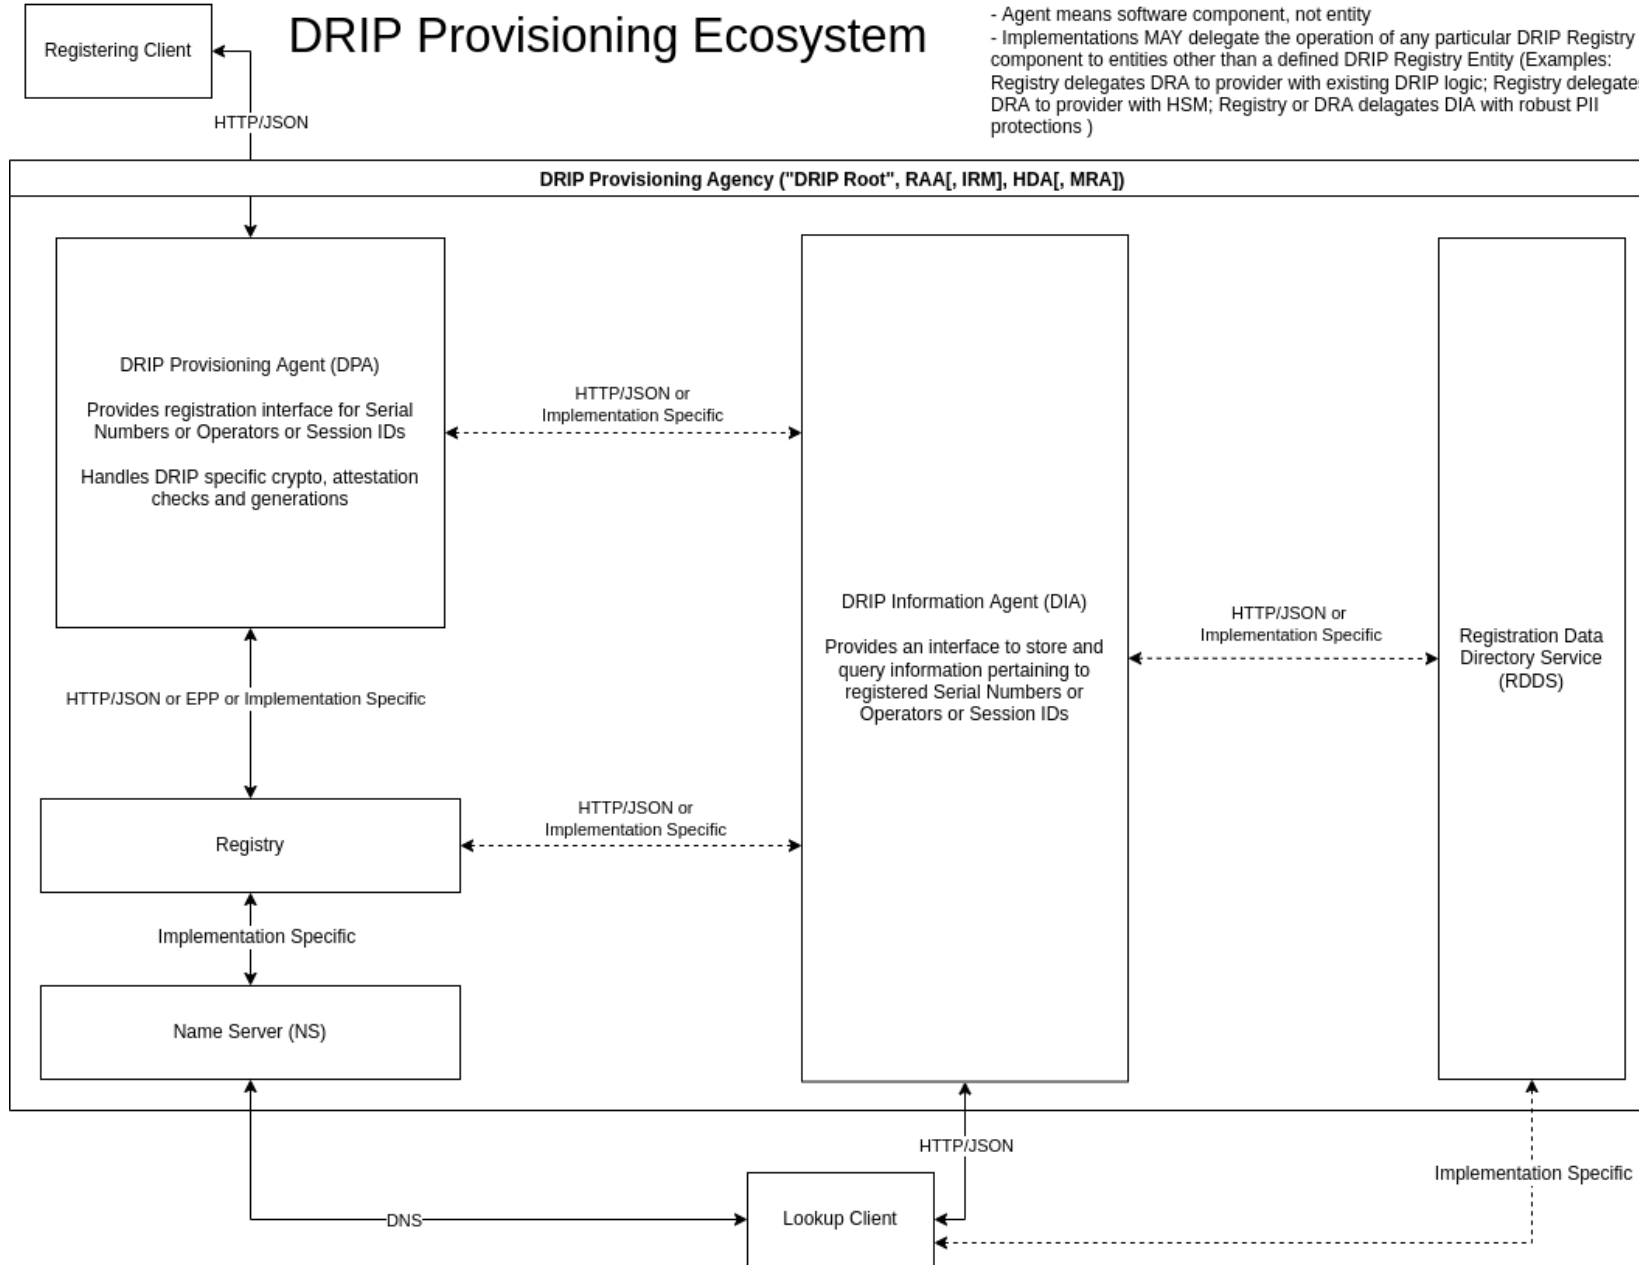 Registering Client
DRIP Provisioning Ecosystem
- Agent means software component, not entity
- Implementations MAY delegate the operation of any particular DRIP Registry
component to entities other than a defined DRIP Registry Entity (Examples:
Registry delegates DRA to provider with existing DRIP logic; Registry delegates
DRA to provider with HSM; Registry or DRA delagates DIA with robust PII
protections )
HTTP/JSON
DRIP Provisioning Agency ("DRIP Root", RAA[, IRM], HDA[, MRA])
DRIP Provisioning Agent (DPA)
Provides registration interface for Serial
Numbers or Operators or Session IDs
Handles DRIP specific crypto, attestation
checks and generations
HTTP/JSON or
Implementation Specific
DRIP Information Agent (DIA)
Provides an interface to store and
query information pertaining to
registered Serial Numbers or
Operators or Session IDs
HTTP/JSON or
Implementation Specific
Registration Data
Directory Service
(RDDS)
HTTP/JSON or EPP or Implementation Specific
Registry
HTTP/JSON or
Implementation Specific
Implementation Specific
Name Server (NS)
HTTP/JSON
Implementation Specific
DNS
Lookup Client